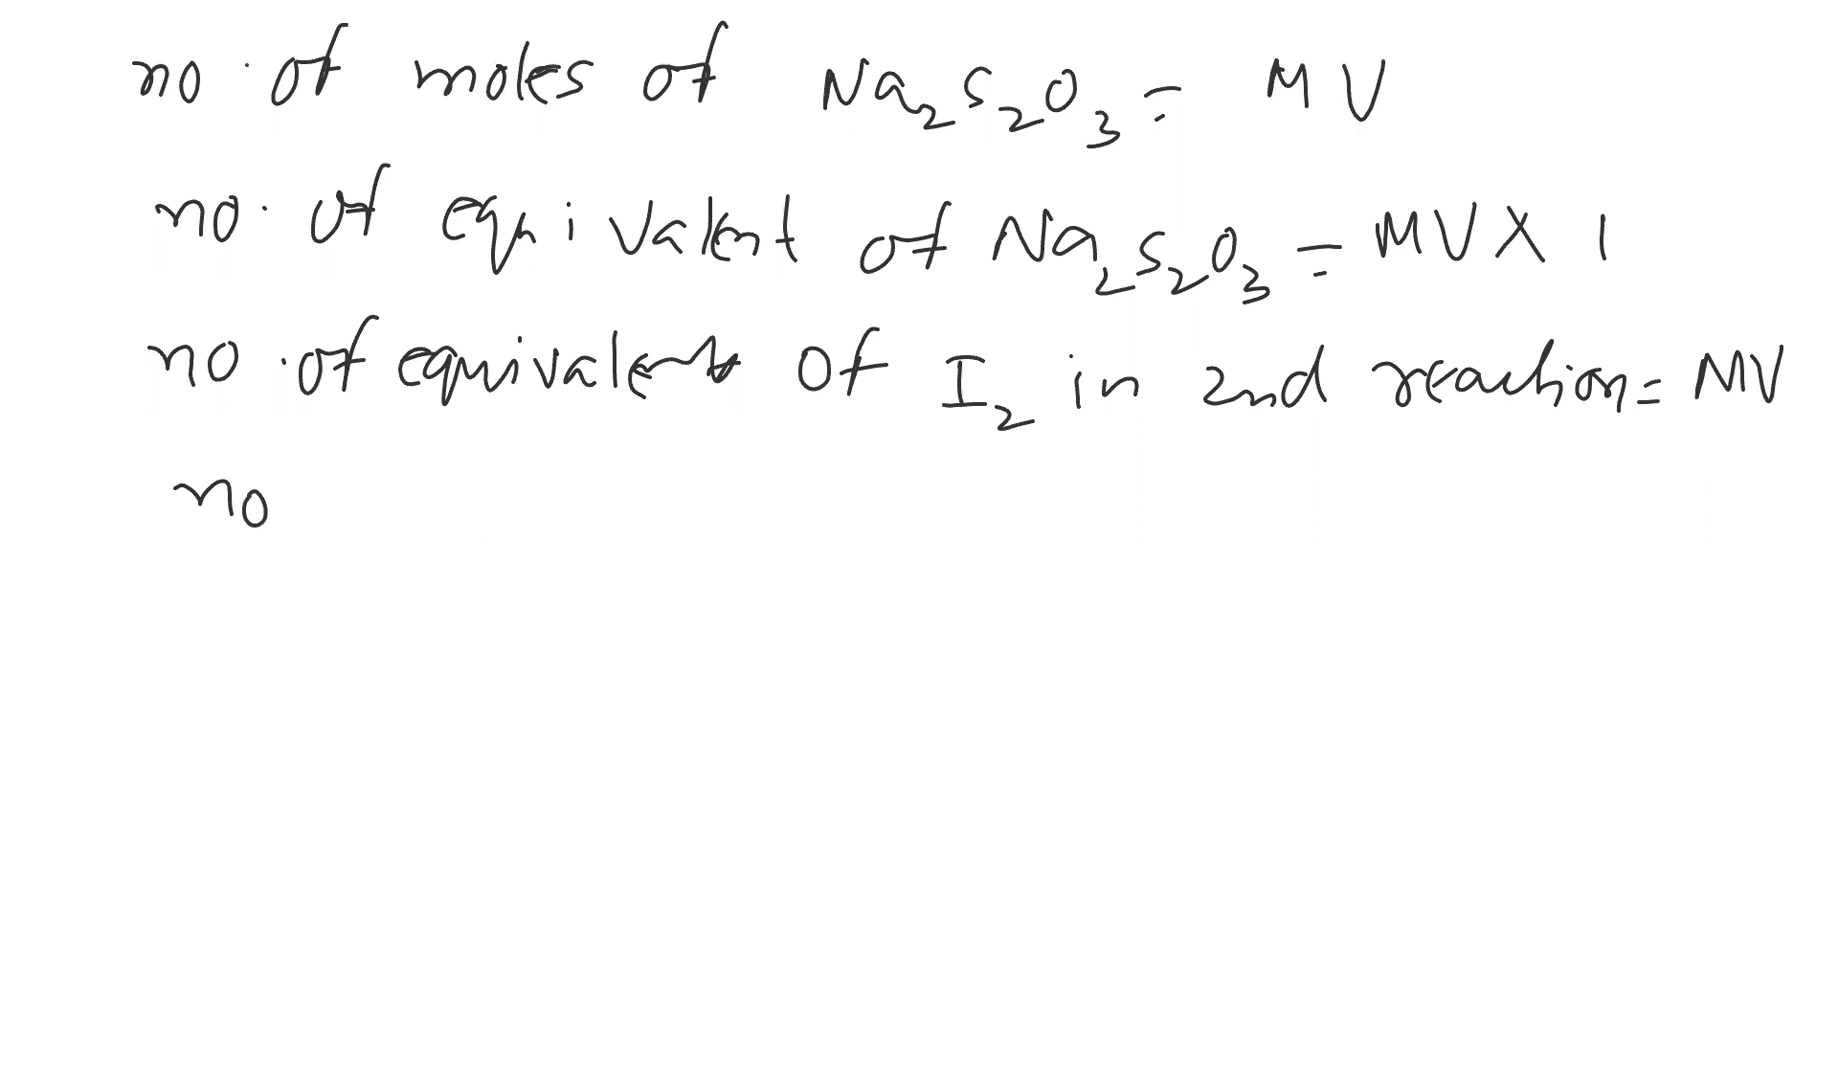 no. of moles of Na₂S₂O₃ = MV
no. of equivalent of Na₂S₂O₃ = MV X 1
no. of equivalents of I₂ in 2nd reaction = MV
no